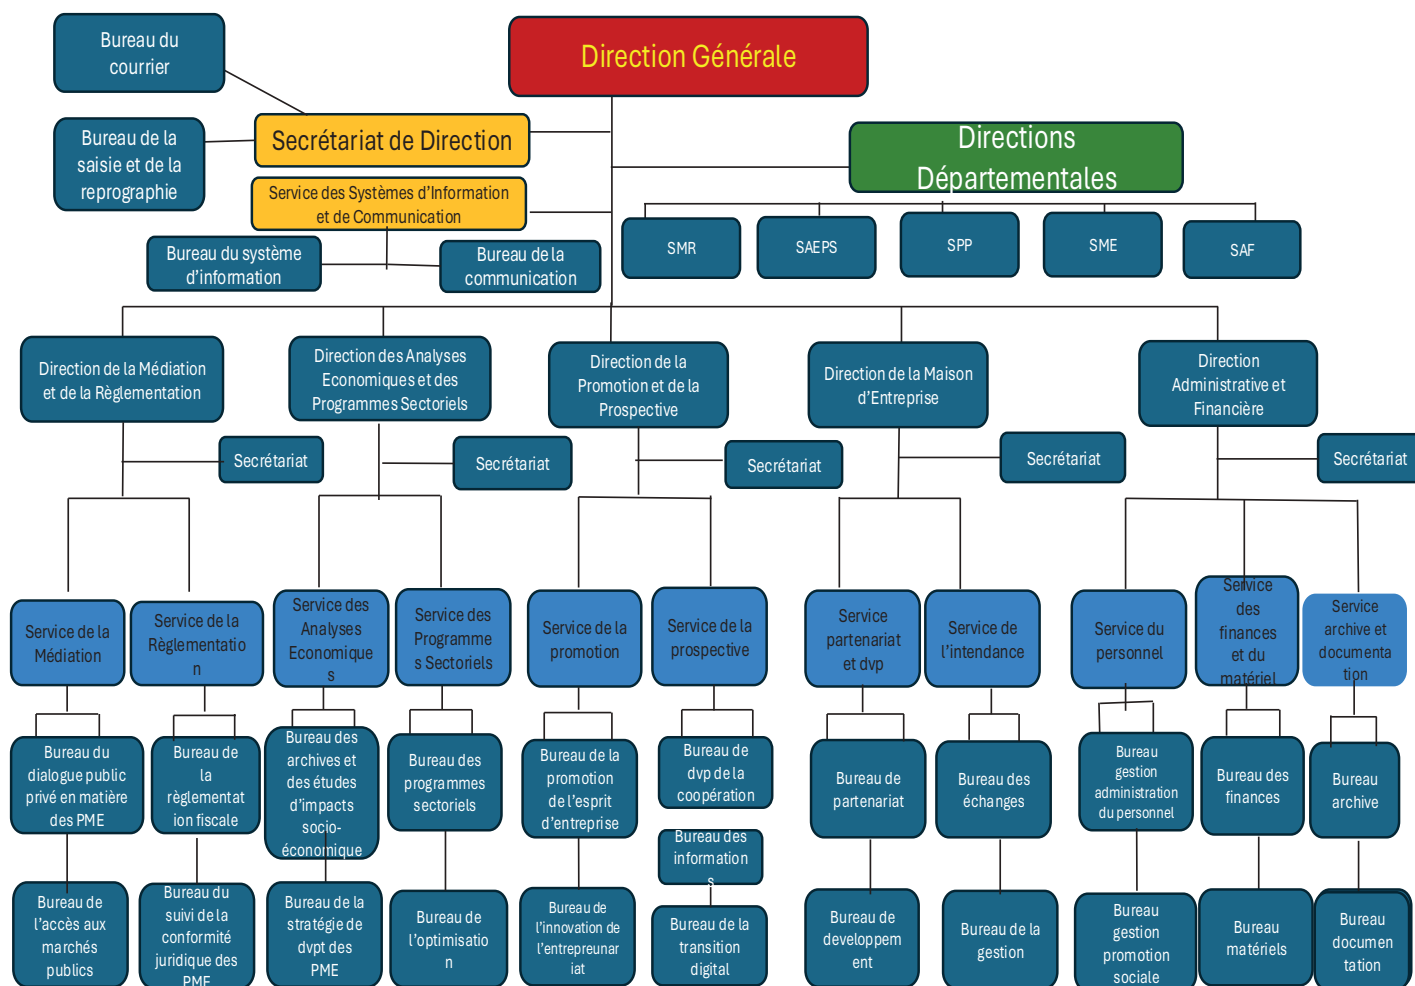 Bureau du
courrier
Direction Générale
Bureau de la
saisie et de la
reprographie
Secrétariat de Direction
Directions
Départementales
Service des Systèmes d'Information
et de Communication
Bureau du système
d'information
Bureau de la
communication
SMR
SAEPS
SPP
SME
SAF
Direction de la Médiation
et de la Règlementation
Direction des Analyses
Economiques et des
Programmes Sectoriels
Direction de la
Promotion et de la
Prospective
Direction de la Maison
d'Entreprise
Direction
Administrative et
Financière
Secrétariat
Secrétariat
Secrétariat
Secrétariat
Secrétariat
Service de la
Médiation
Service de la
Règlementatio
n
Service des
Analyses
Economique
s
Service des
Programme
s Sectoriels
Service de la
promotion
Service de la
prospective
Service
partenariat
et dvp
Service de
l'intendance
Service du
personnel
Service
des
finances
et du
matériel
Service
archive et
documenta
tion
Bureau du
dialogue public
privé en matière
des PME
Bureau de
la
règlementat
ion fiscale
Bureau des
archives et
des études
d'impacts
socio-
économique
Bureau des
programmes
sectoriels
Bureau de la
promotion
de l'esprit
d'entreprise
Bureau de
dvp de la
coopération
Bureau des
information
s
Bureau de
partenariat
Bureau des
échanges
Bureau
gestion
administration
du personnel
Bureau des
finances
Bureau
archive
Bureau de
l'accès aux
marchés
publics
Bureau du
suivi de la
conformité
juridique des
PME
Bureau de la
stratégie de
dvpt des
PME
Bureau de
l'optimisatio
n
Bureau de
l'innovation de
l'entrepreunar
iat
Bureau de la
transition
digital
Bureau de
developpem
ent
Bureau de la
gestion
Bureau
gestion
promotion
sociale
Bureau
matériels
Bureau
documen
tation